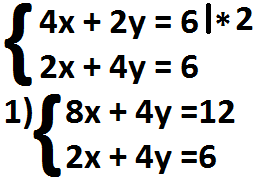 4x + 2y = 6 |*2
2x + 4y = 6
1) 8x + 4y =12
2x + 4y =6